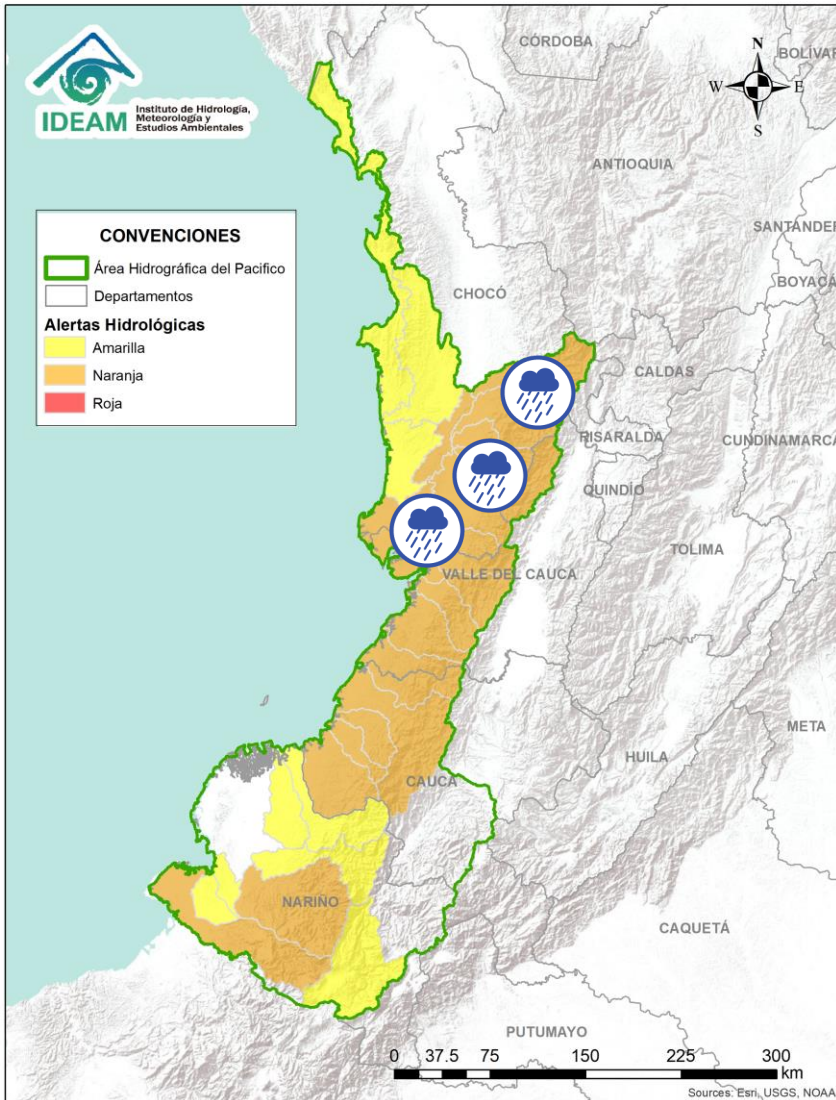 IDEAM
Instituto de Hidrología,
Meteorología y
Estudios Ambientales
CÓRDOBA
BOLÍVAR
N
W
E
S
ANTIOQUIA
SANTANDER
BOYACÁ
CONVENCIONES
Área Hidrográfica del Pacifico
Departamentos
Alertas Hidrológicas
Amarilla
Naranja
Roja
CHOCÓ
CALDAS
RISARALDA
CUNDINAMARCA
QUINDÍO
TOLIMA
VALLE DEL CAUCA
META
HUILA
CAUCA
NARIÑO
CAQUETÁ
PUTUMAYO
0 37.5 75 150 225 300
km
Sources: Esri, USGS, NOAA